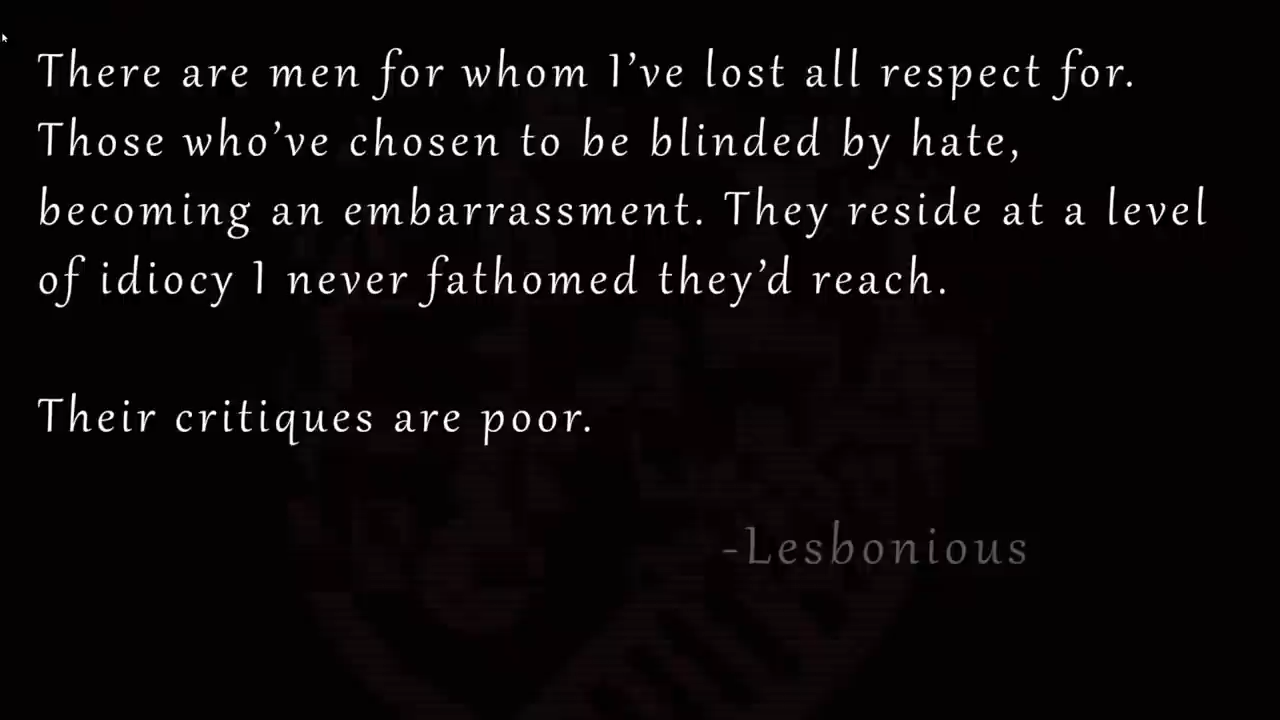 There are men for whom I’ve lost all respect for.
Those who’ve chosen to be blinded by hate,
becoming an embarrassment. They reside at a level
of idiocy I never fathomed they’d reach.
Their critiques are poor.
-Lesbonious